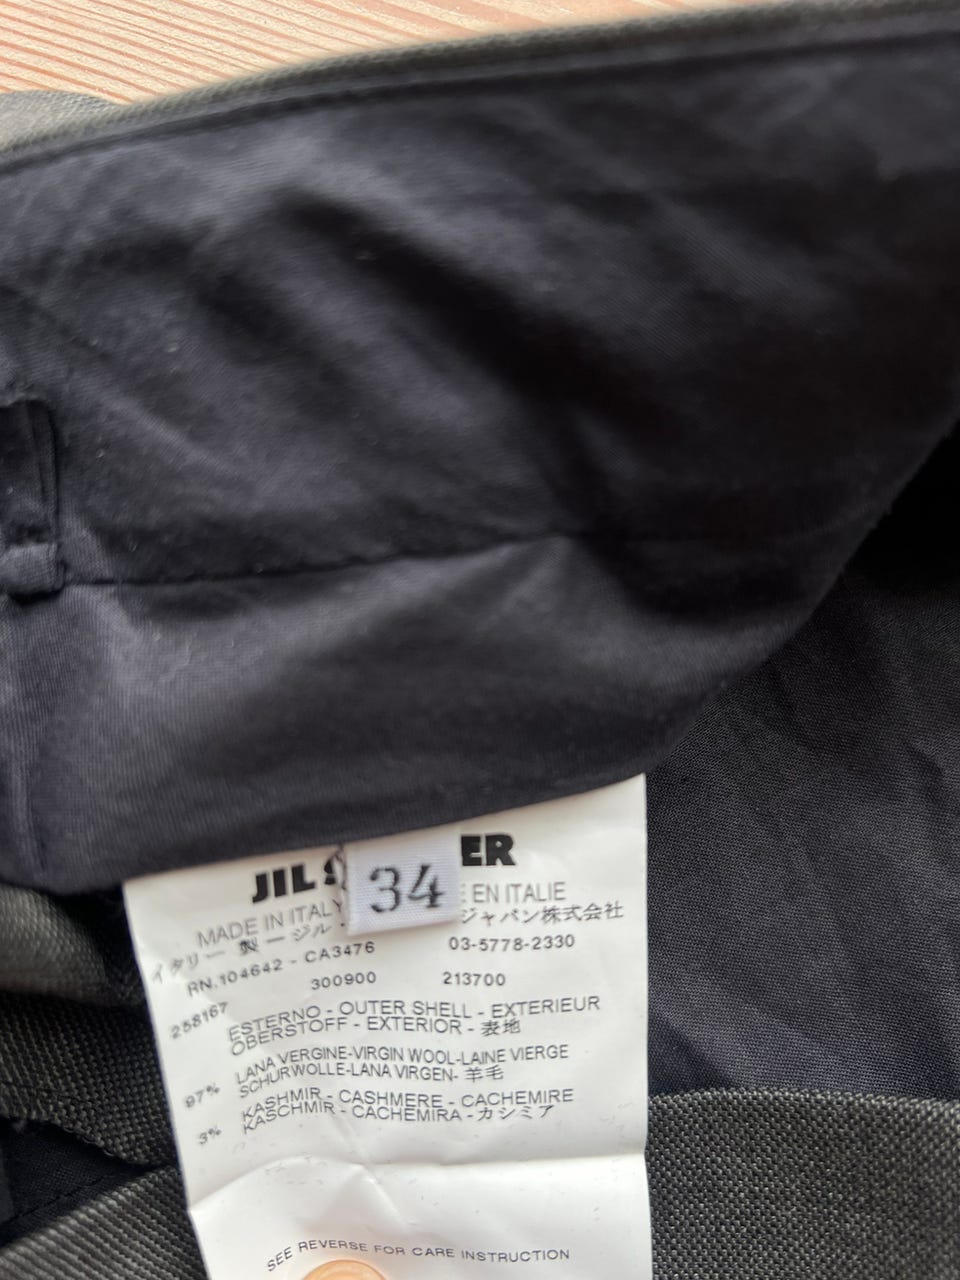 JIL ER
34
MADE IN ITALY EN ITALIE
イタリー製 ージル ジャパン株式会社
RN.104642 - CA3476 03-5778-2330
300900 213700
258167
ESTERNO - OUTER SHELL - EXTERIEUR
OBERSTOFF - EXTERIOR - 表地
97% LANA VERGINE-VIRGIN WOOL-LAINE VIERGE
SCHURWOLLE-LANA VIRGEN- 羊毛
3% KASHMIR - CASHMERE - CACHEMIRE
KASCHMIR - CACHEMIRA - カシミア
SEE REVERSE FOR CARE INSTRUCTION